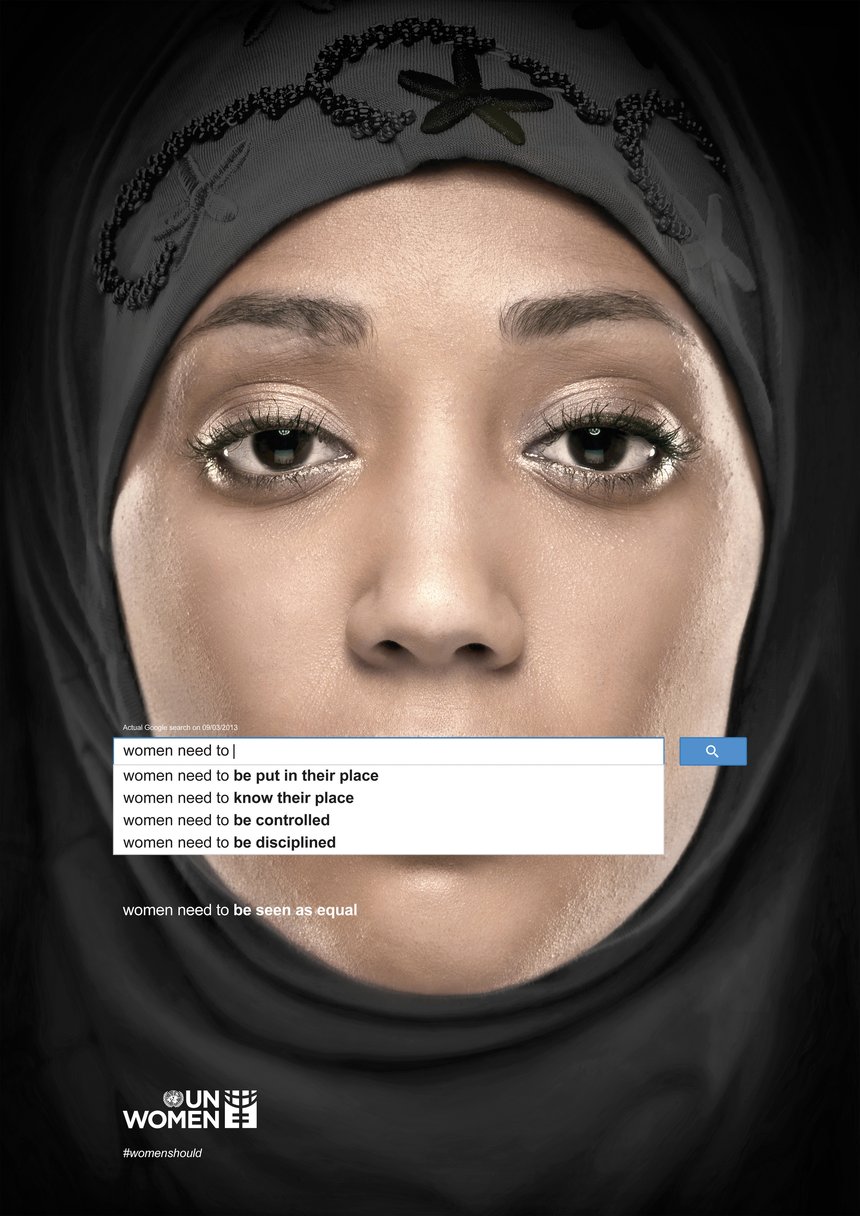 Actual Google search on 09/03/2013
women need to
women need to be put in their place
women need to know their place
women need to be controlled
women need to be disciplined
women need to be seen as equal
UN
WOMEN
#womenshould